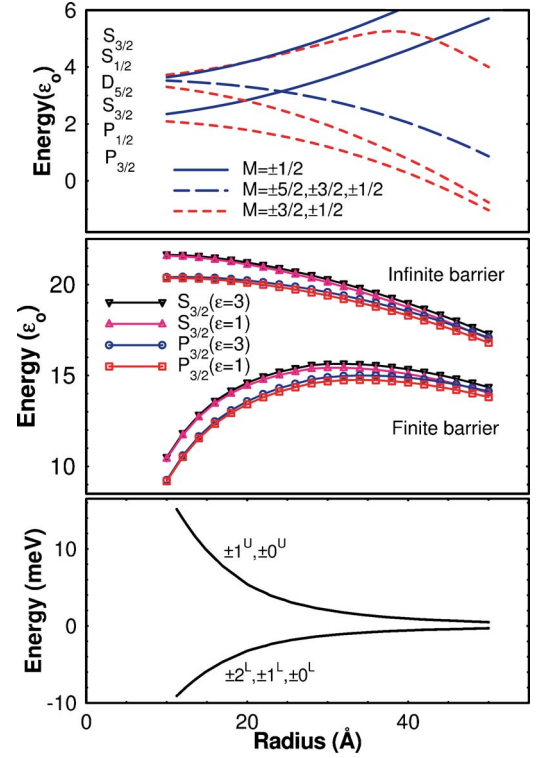 6
4
2
0
Energy(ε₀)
S3/2
S1/2
D5/2
S3/2
P1/2
P3/2
M=±1/2
M=±5/2,±3/2,±1/2
M=±3/2,±1/2
20
15
10
Energy (ε₀)
Infinite barrier
S3/2(ε=3)
S3/2(ε=1)
P3/2(ε=3)
P3/2(ε=1)
Finite barrier
10
0
-10
Energy (meV)
±1ᵁ,±0ᵁ
±2ᴸ,±1ᴸ,±0ᴸ
0 20 40
Radius (Å)